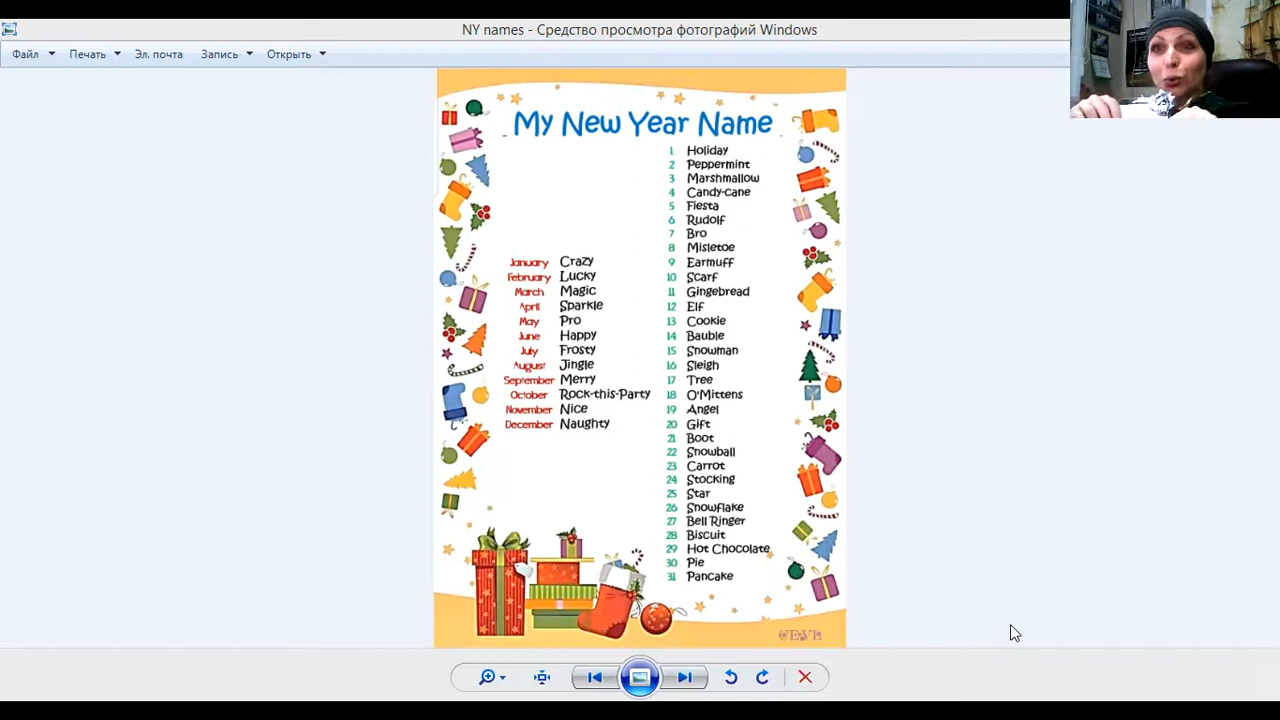 NY names - Средство просмотра фотографий Windows
Файл Печать Эл. почта Запись Открыть
My New Year Name
January Crazy
February Lucky
March Magic
April Sparkle
May Pro
June Happy
July Frosty
August Jingle
September Merry
October Rock-this-Party
November Nice
December Naughty
1 Holiday
2 Peppermint
3 Marshmallow
4 Candy-cane
5 Fiesta
6 Rudolf
7 Bro
8 Misletoe
9 Earmuff
10 Scarf
11 Gingebread
12 Elf
13 Cookie
14 Bauble
15 Snowman
16 Sleigh
17 Tree
18 O'Mittens
19 Angel
20 Gift
21 Boot
22 Snowball
23 Carrot
24 Stocking
25 Star
26 Snowflake
27 Bell Ringer
28 Biscuit
29 Hot Chocolate
30 Pie
31 Pancake